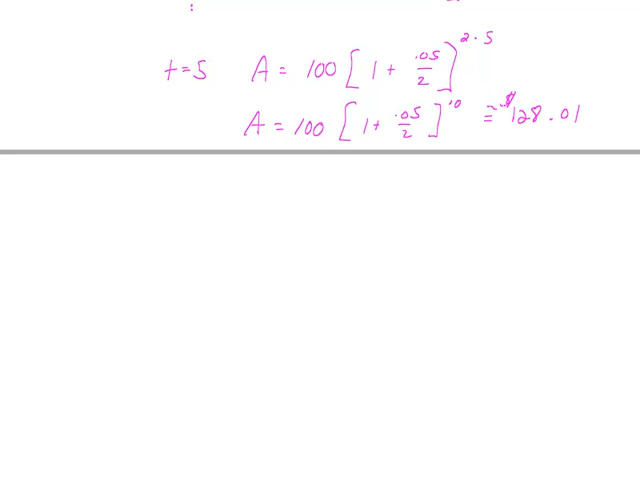 t=5 A = 100 [ 1 + .05/2 ]^2·5
A = 100 [ 1 + .05/2 ]^10 ≅ $128.01